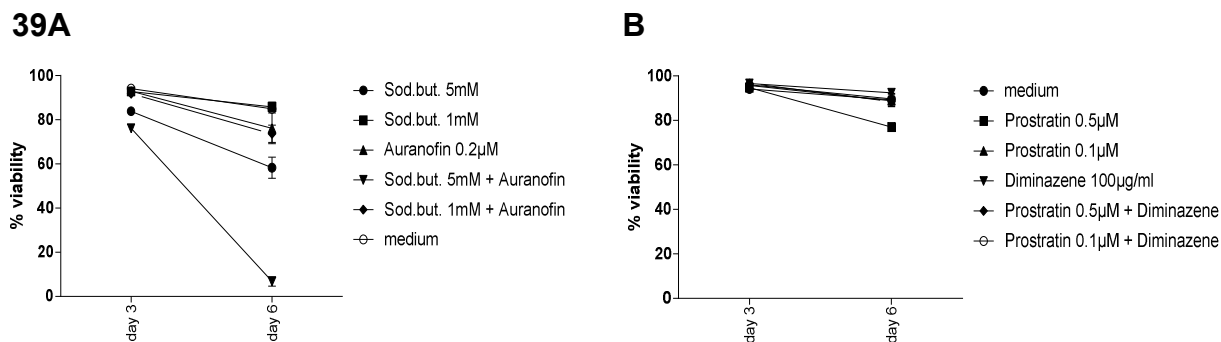 39A
B
% viability
100
80
60
40
20
0
day 3
day 6
Sod.but. 5mM
Sod.but. 1mM
Auranofin 0.2µM
Sod.but. 5mM + Auranofin
Sod.but. 1mM + Auranofin
medium
% viability
100
80
60
40
20
0
day 3
day 6
medium
Prostratin 0.5µM
Prostratin 0.1µM
Diminazene 100µg/ml
Prostratin 0.5µM + Diminazene
Prostratin 0.1µM + Diminazene